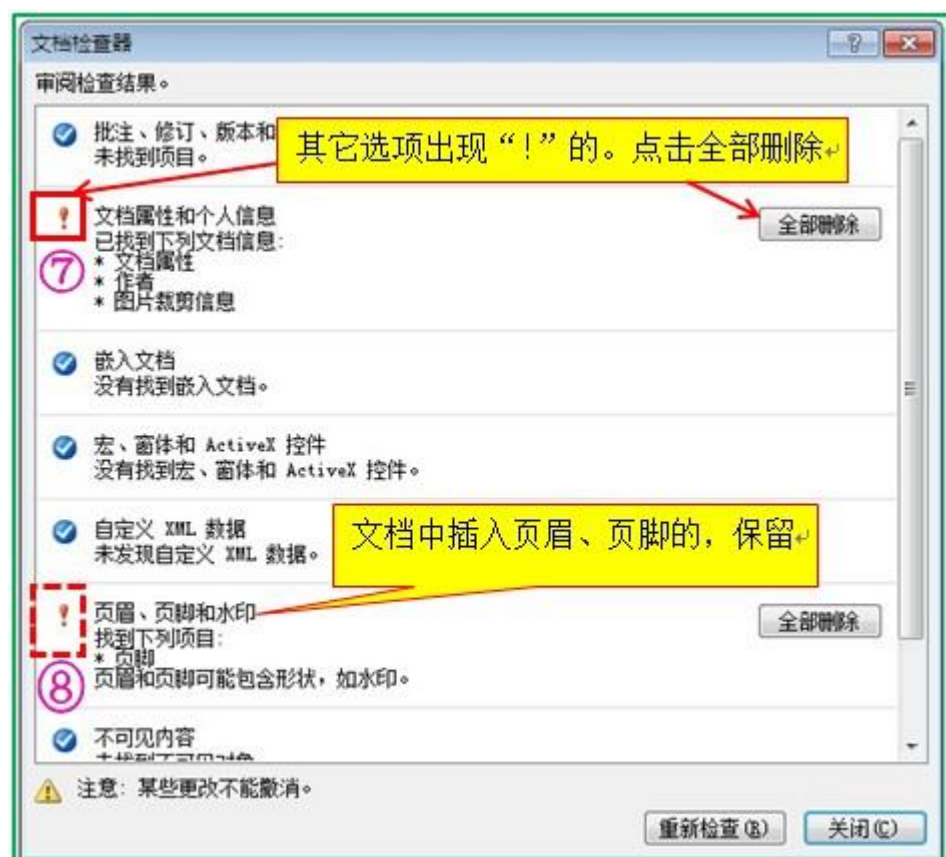 文档检查器
审阅检查结果。
批注、修订、版本和
未找到项目。
其它选项出现“!”的。点击全部删除
文档属性和个人信息
已找到下列文档信息:
* 文档属性
* 作者
* 图片裁剪信息
全部删除
⑦
嵌入文档
没有找到嵌入文档。
宏、窗体和 ActiveX 控件
没有找到宏、窗体和 ActiveX 控件。
自定义 XML 数据
未发现自定义 XML 数据。
文档中插入页眉、页脚的，保留
页眉、页脚和水印
找到下列项目:
* 页脚
页眉和页脚可能包含形状，如水印。
全部删除
⑧
不可见内容
未找到不可见对象
注意: 某些更改不能撤消。
重新检查(R)
关闭(C)